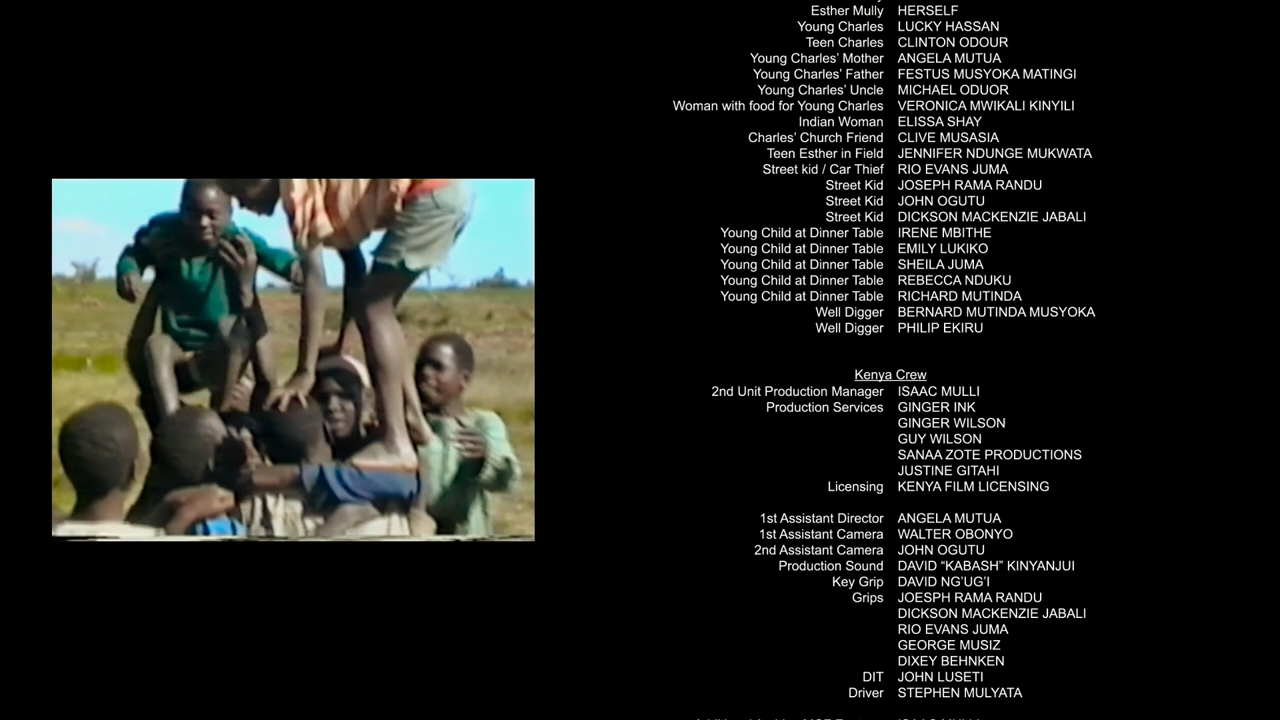 Esther Mully HERSELF
Young Charles LUCKY HASSAN
Teen Charles CLINTON ODOUR
Young Charles' Mother ANGELA MUTUA
Young Charles' Father FESTUS MUSYOKA MATINGI
Young Charles' Uncle MICHAEL ODUOR
Woman with food for Young Charles VERONICA MWIKALI KINYILI
Indian Woman ELISSA SHAY
Charles' Church Friend CLIVE MUSASIA
Teen Esther in Field JENNIFER NDUNGE MUKWATA
Street kid / Car Thief RIO EVANS JUMA
Street Kid JOSEPH RAMA RANDU
Street Kid JOHN OGUTU
Street Kid DICKSON MACKENZIE JABALI
Young Child at Dinner Table IRENE MBITHE
Young Child at Dinner Table EMILY LUKIKO
Young Child at Dinner Table SHEILA JUMA
Young Child at Dinner Table REBECCA NDUKU
Young Child at Dinner Table RICHARD MUTINDA
Well Digger BERNARD MUTINDA MUSYOKA
Well Digger PHILIP EKIRU
Kenya Crew
2nd Unit Production Manager ISAAC MULLI
Production Services GINGER INK
GINGER WILSON
GUY WILSON
SANAA ZOTE PRODUCTIONS
JUSTINE GITAHI
Licensing KENYA FILM LICENSING
1st Assistant Director ANGELA MUTUA
1st Assistant Camera WALTER OBONYO
2nd Assistant Camera JOHN OGUTU
Production Sound DAVID “KABASH” KINYANJUI
Key Grip DAVID NG'UG'I
Grips JOESPH RAMA RANDU
DICKSON MACKENZIE JABALI
RIO EVANS JUMA
GEORGE MUSIZ
DIXEY BEHNKEN
DIT JOHN LUSETI
Driver STEPHEN MULYATA